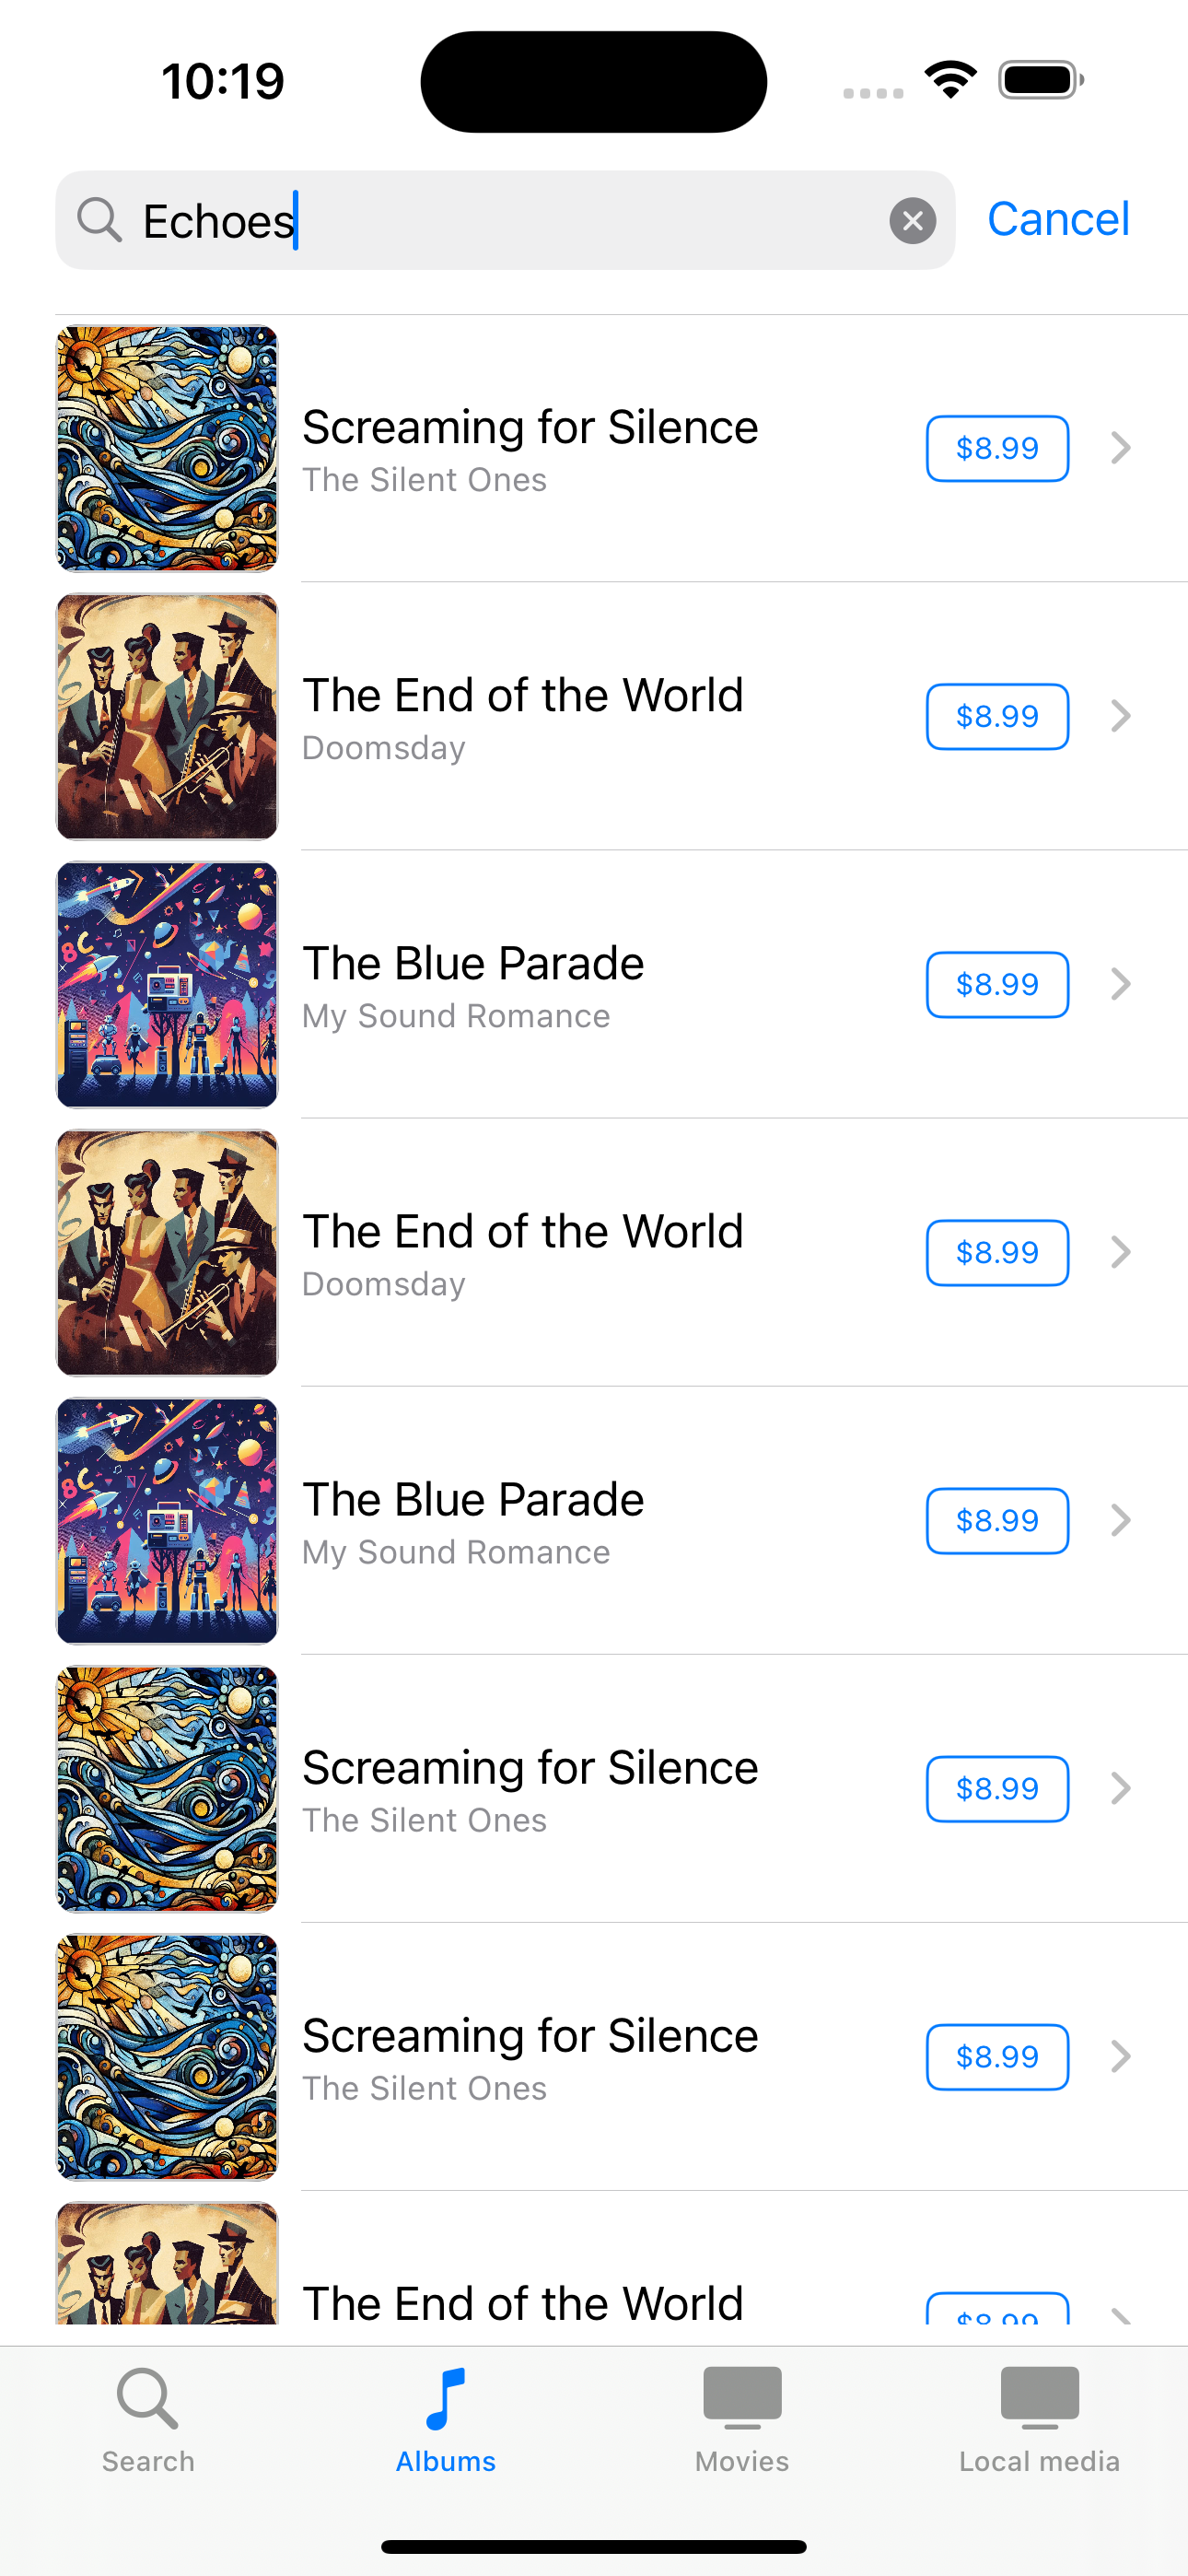 10:19
Echoes
Cancel
Screaming for Silence
The Silent Ones
$8.99
The End of the World
Doomsday
$8.99
The Blue Parade
My Sound Romance
$8.99
The End of the World
Doomsday
$8.99
The Blue Parade
My Sound Romance
$8.99
Screaming for Silence
The Silent Ones
$8.99
Screaming for Silence
The Silent Ones
$8.99
The End of the World
$8.99
Search
Albums
Movies
Local media